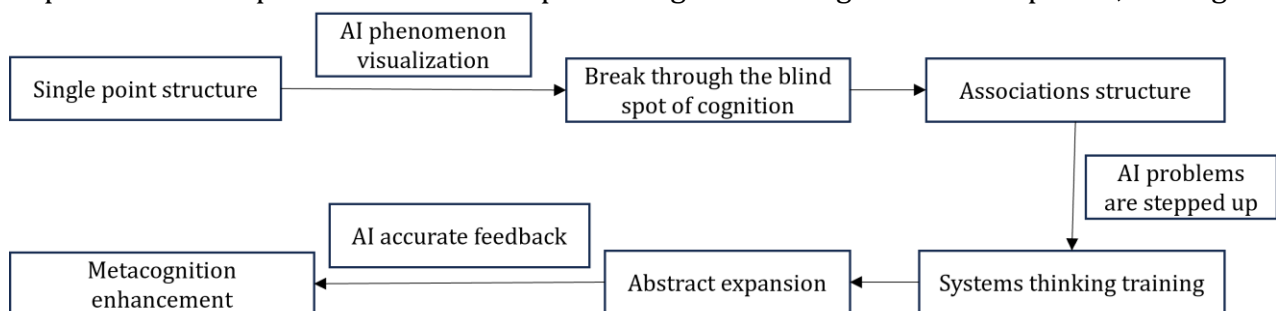 AI phenomenon
visualization
Single point structure
Break through the blind
spot of cognition
Associations structure
AI problems
are stepped up
Systems thinking training
Abstract expansion
AI accurate feedback
Metacognition
enhancement